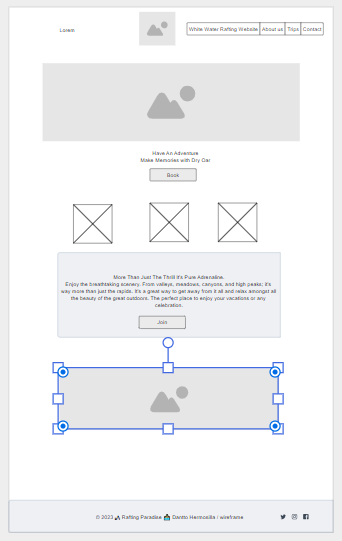 Lorem
White Water Rafting Website
About us
Trips
Contact
Have An Adventure
Make Memories with Dry Oar
Book
More Than Just The Thrill It's Pure Adrenaline.
Enjoy the breathtaking scenery. From valleys, meadows, canyons, and high peaks; it's
way more than just the rapids. It's a great way to get away from it all and relax amongst all
the beauty of the great outdoors. The perfect place to enjoy your vacations or any
celebration.
Join
© 2023 Rafting Paradise Dantto Hermosilla / wireframe